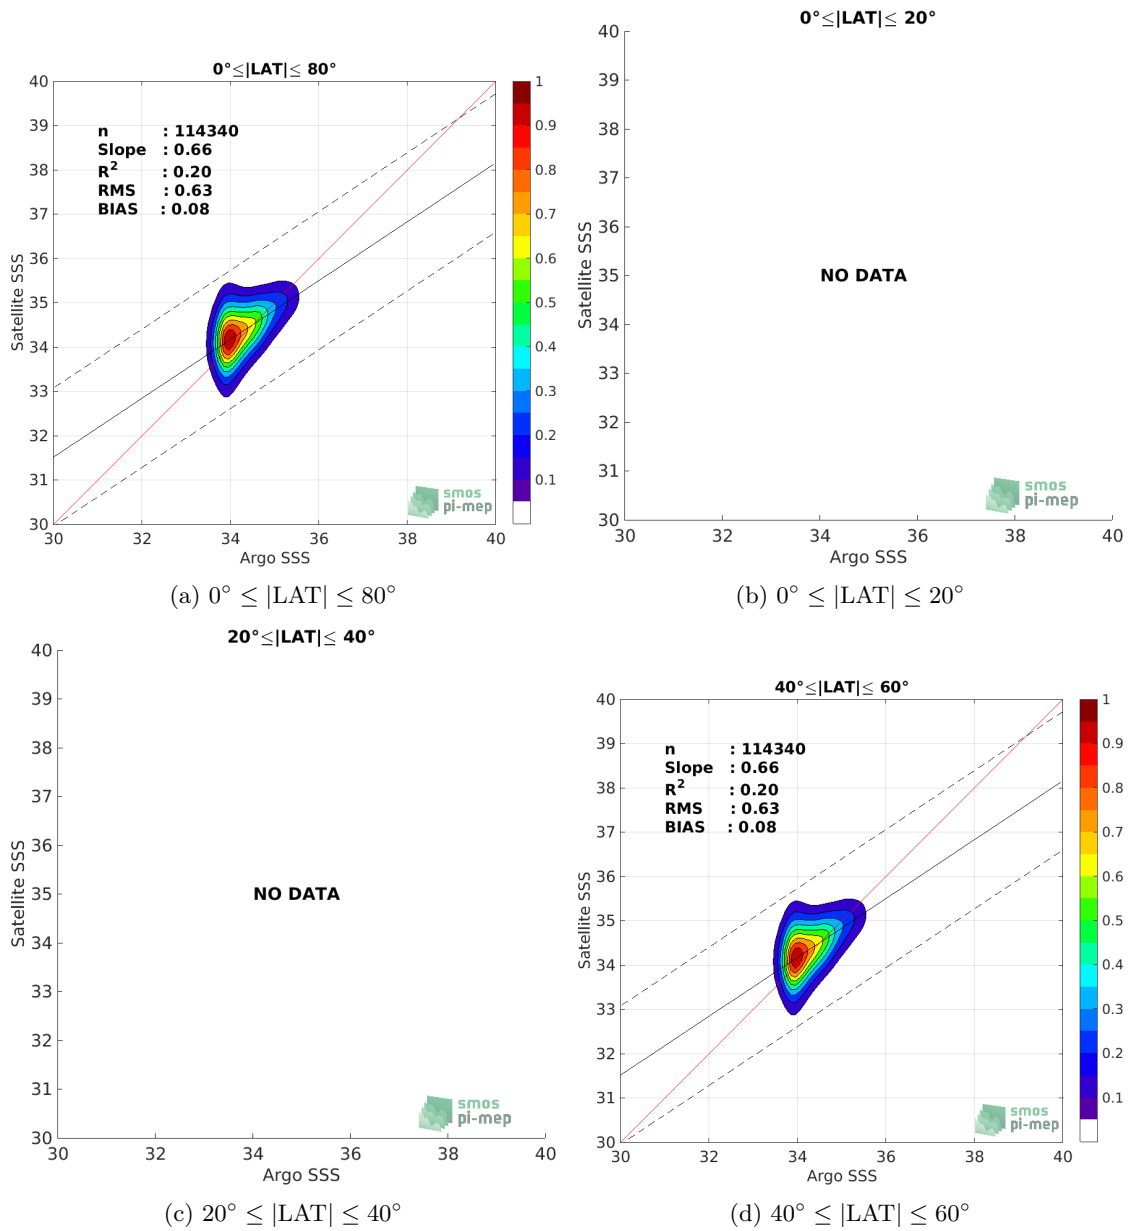 0°≤|LAT|≤ 80°
40
39
38
37
36
35
34
33
32
31
30
Satellite SSS
n : 114340
Slope : 0.66
R² : 0.20
RMS : 0.63
BIAS : 0.08
smos
pi-mep
30 32 34 36 38 40
Argo SSS
1
0.9
0.8
0.7
0.6
0.5
0.4
0.3
0.2
0.1
(a) 0° ≤ |LAT| ≤ 80°
0°≤|LAT|≤ 20°
40
39
38
37
36
35
34
33
32
31
30
Satellite SSS
NO DATA
smos
pi-mep
30 32 34 36 38 40
Argo SSS
(b) 0° ≤ |LAT| ≤ 20°
20°≤|LAT|≤ 40°
40
39
38
37
36
35
34
33
32
31
30
Satellite SSS
NO DATA
smos
pi-mep
30 32 34 36 38 40
Argo SSS
(c) 20° ≤ |LAT| ≤ 40°
40°≤|LAT|≤ 60°
40
39
38
37
36
35
34
33
32
31
30
Satellite SSS
n : 114340
Slope : 0.66
R² : 0.20
RMS : 0.63
BIAS : 0.08
smos
pi-mep
30 32 34 36 38 40
Argo SSS
1
0.9
0.8
0.7
0.6
0.5
0.4
0.3
0.2
0.1
(d) 40° ≤ |LAT| ≤ 60°